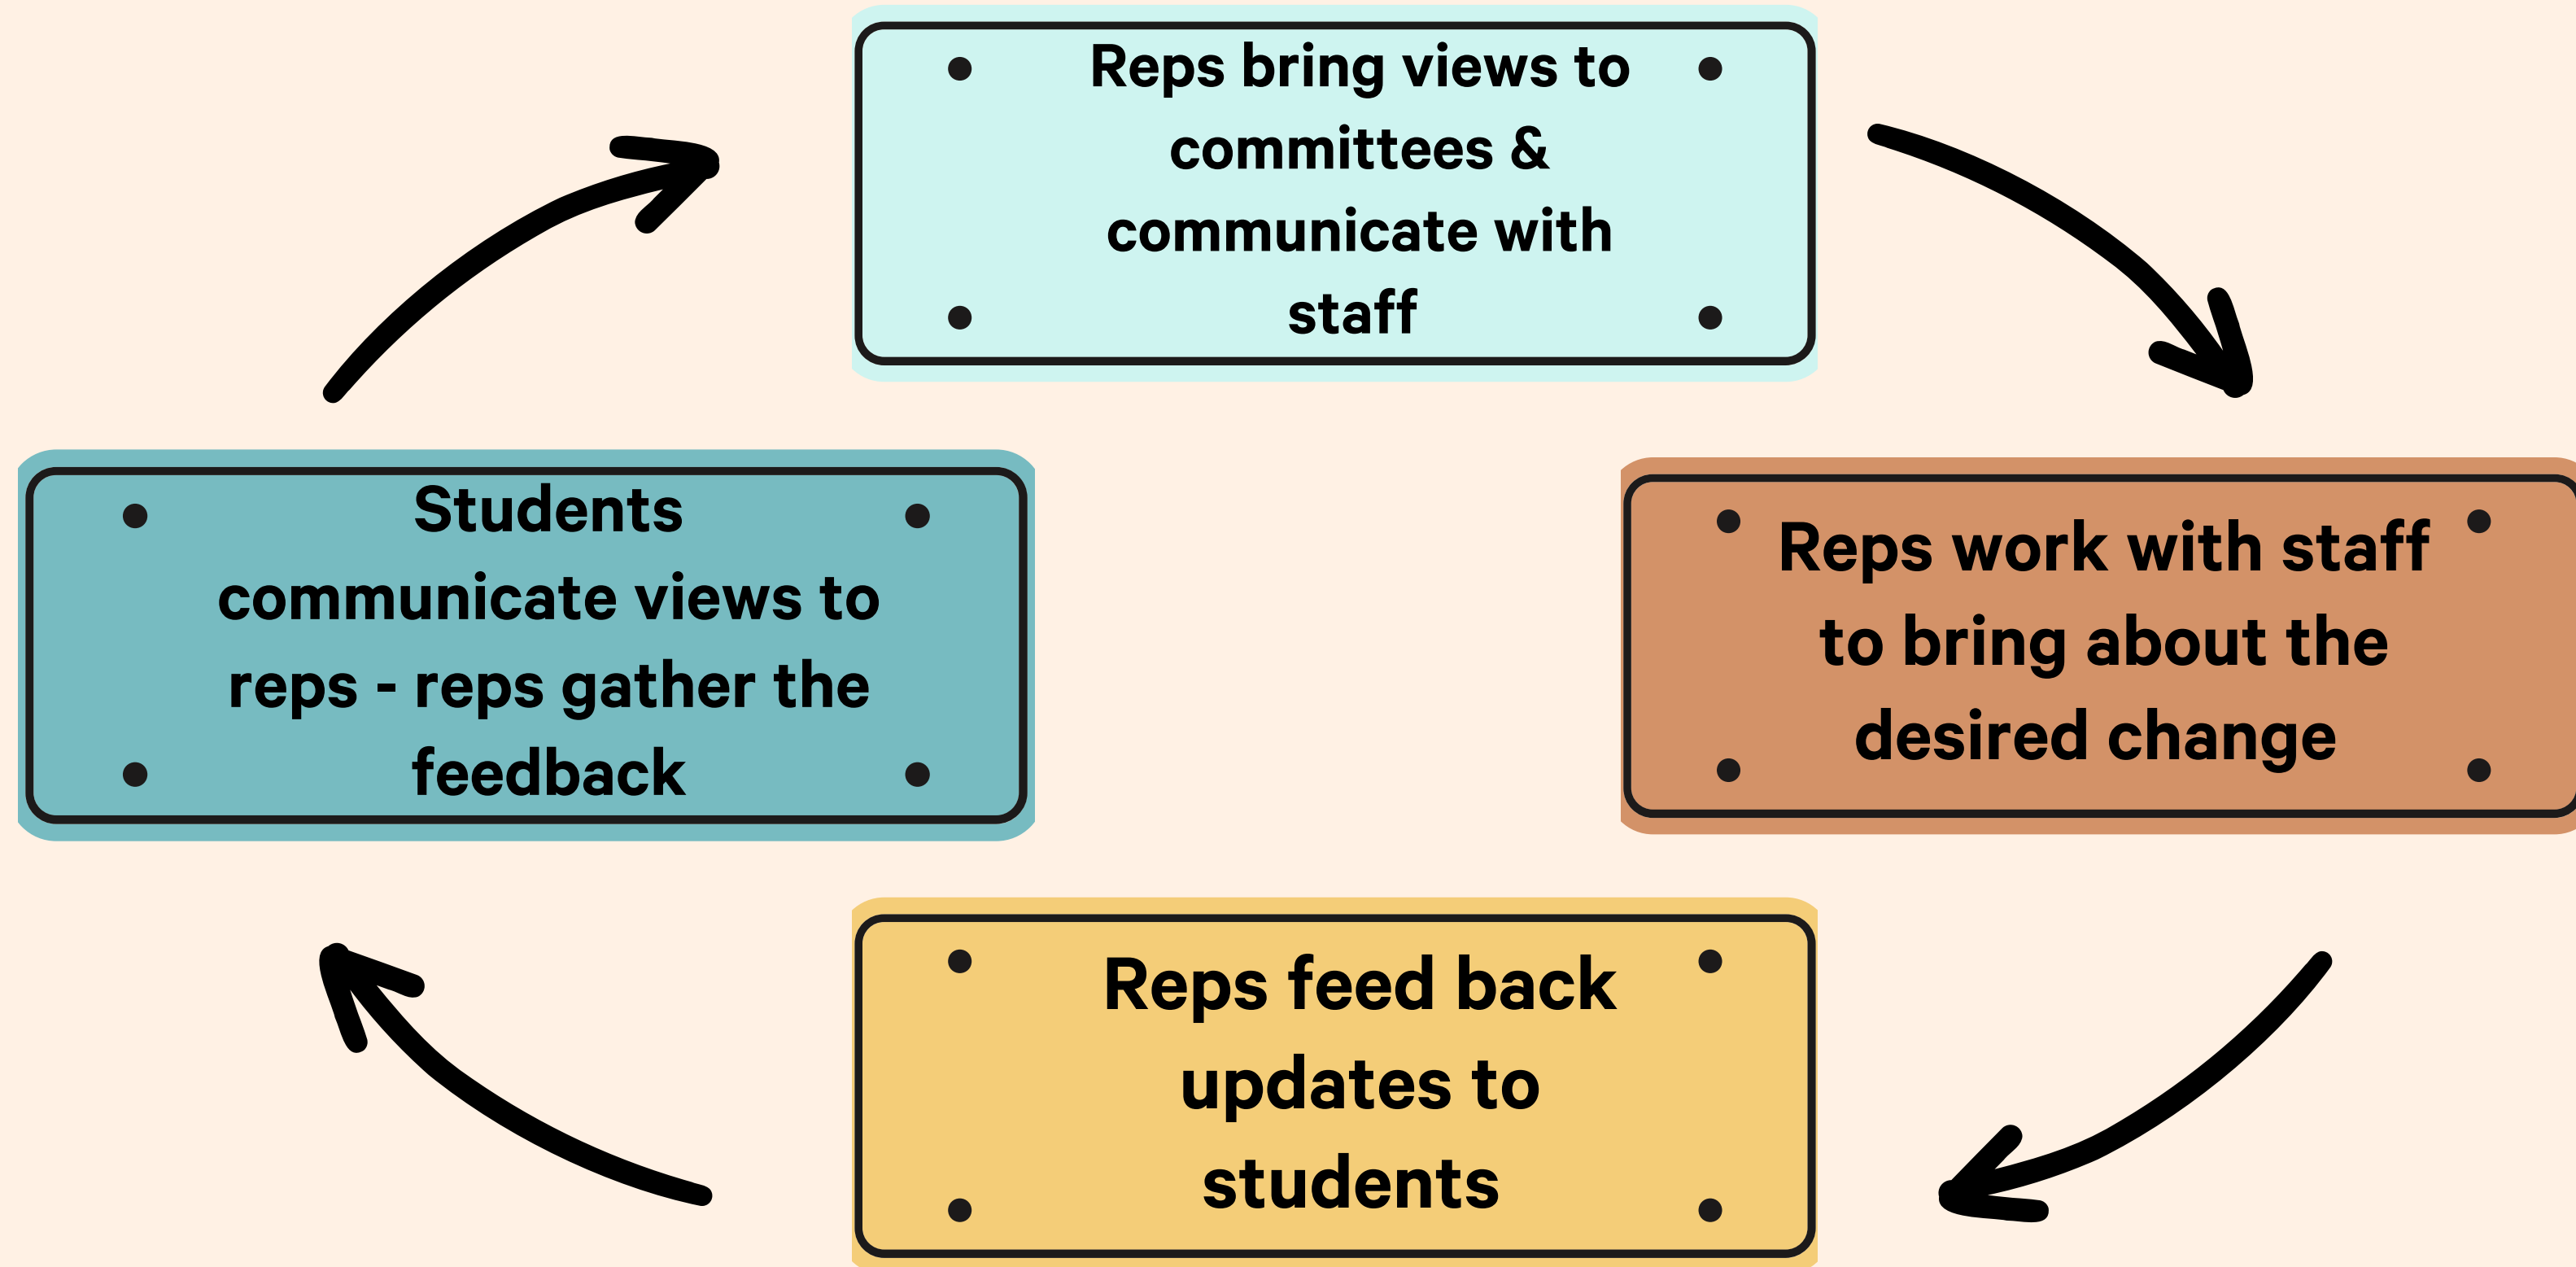 Reps bring views to
committees &
communicate with
staff
Students
communicate views to
reps - reps gather the
feedback
Reps work with staff
to bring about the
desired change
Reps feed back
updates to
students